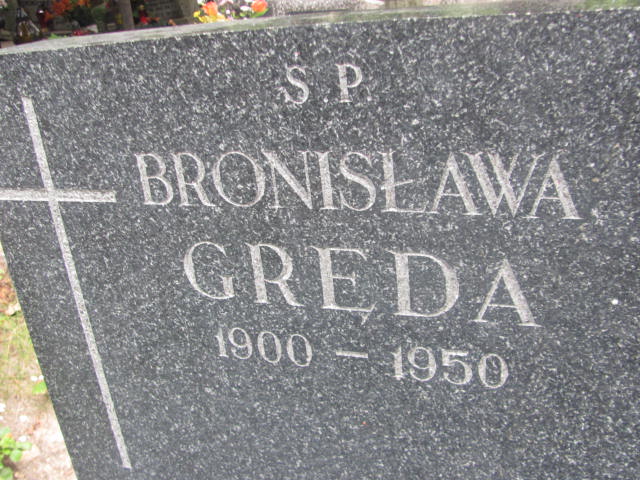 Ś P.
BRONISŁAWA
GRĘDA
1900 – 1950